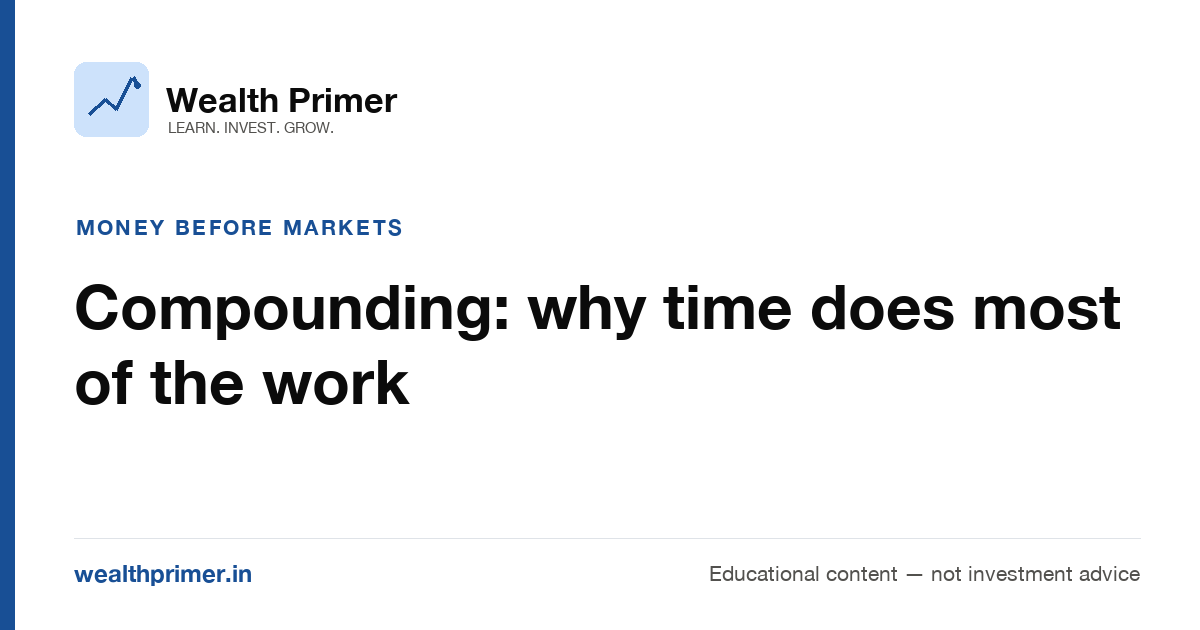 Wealth Primer
LEARN. INVEST. GROW.
MONEY BEFORE MARKETS
Compounding: why time does most
of the work
wealthprimer.in
Educational content — not investment advice